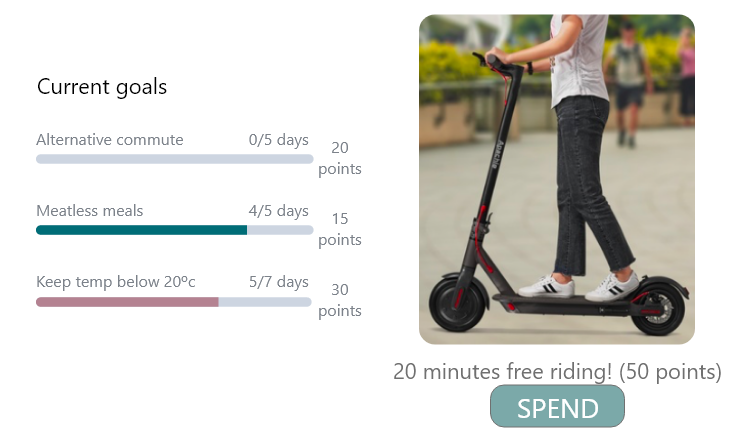 Current goals
Alternative commute 0/5 days 20 points
Meatless meals 4/5 days 15 points
Keep temp below 20ºc 5/7 days 30 points
20 minutes free riding! (50 points)
SPEND